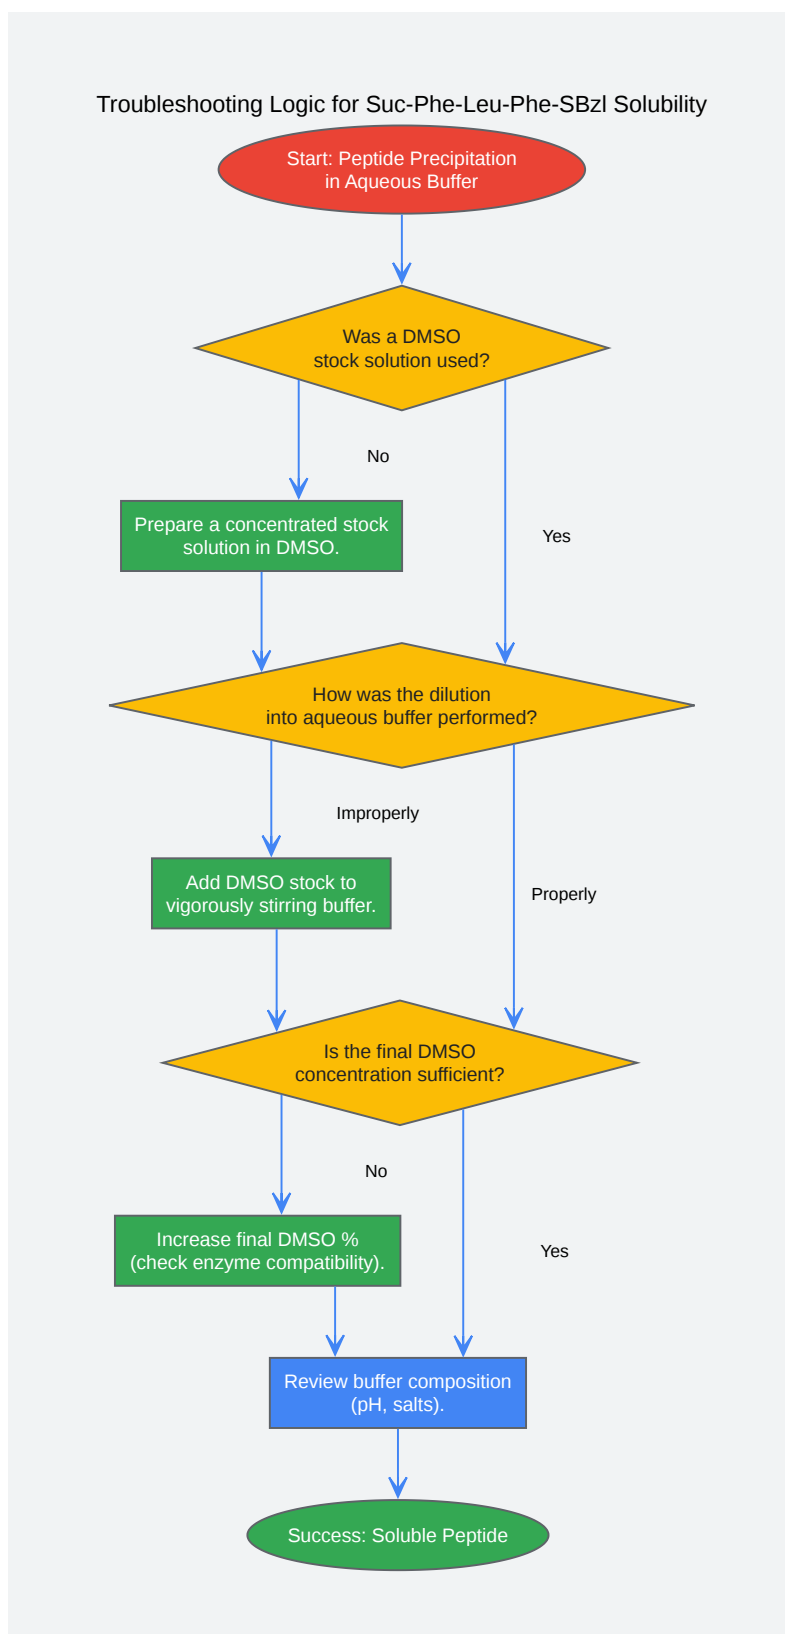 Troubleshooting Logic for Suc-Phe-Leu-Phe-SBzl Solubility
Start: Peptide Precipitation
in Aqueous Buffer
Was a DMSO
stock solution used?
No
Prepare a concentrated stock
solution in DMSO.
Yes
How was the dilution
into aqueous buffer performed?
Improperly
Add DMSO stock to
vigorously stirring buffer.
Properly
Is the final DMSO
concentration sufficient?
No
Increase final DMSO %
(check enzyme compatibility).
Yes
Review buffer composition
(pH, salts).
Success: Soluble Peptide